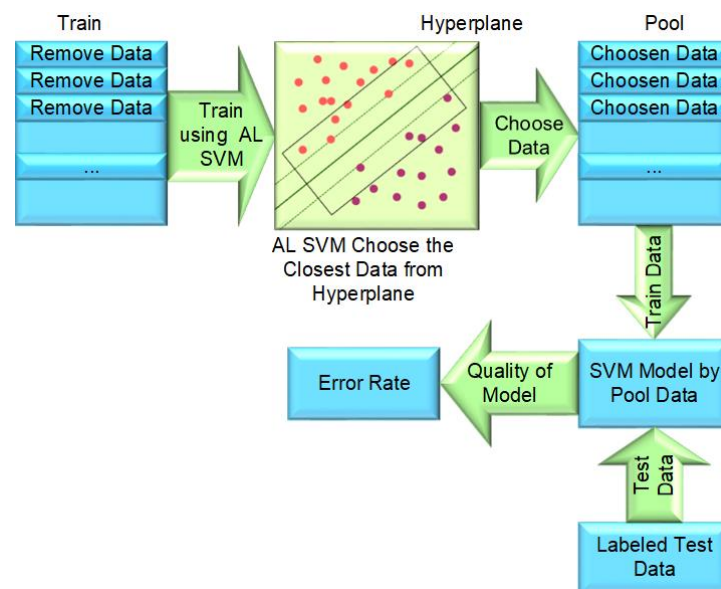 Train
Hyperplane
Pool
Remove Data
Remove Data
Remove Data
...
Train
using AL
SVM
Choose
Data
Choosen Data
Choosen Data
Choosen Data
...
AL SVM Choose the
Closest Data from
Hyperplane
Train Data
Error Rate
Quality of
Model
SVM Model by
Pool Data
Test
Data
Labeled Test
Data